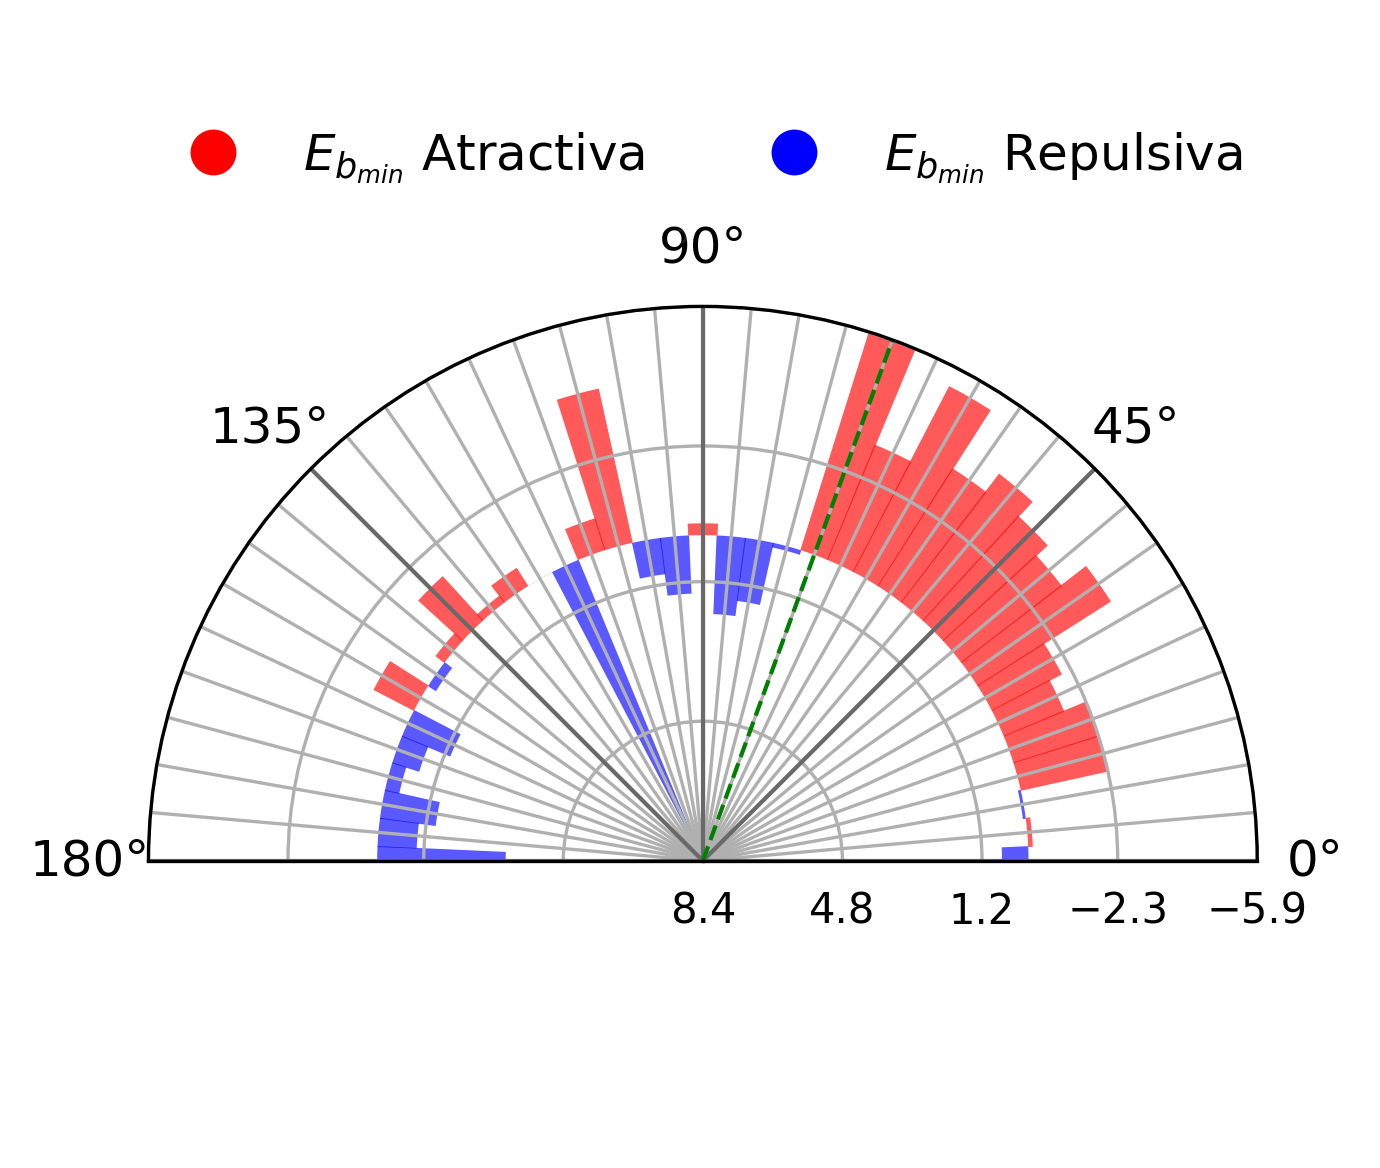 E_{b_{min}} Atractiva E_{b_{min}} Repulsiva
90°
135° 45°
180° 0°
8.4 4.8 1.2 −2.3 −5.9